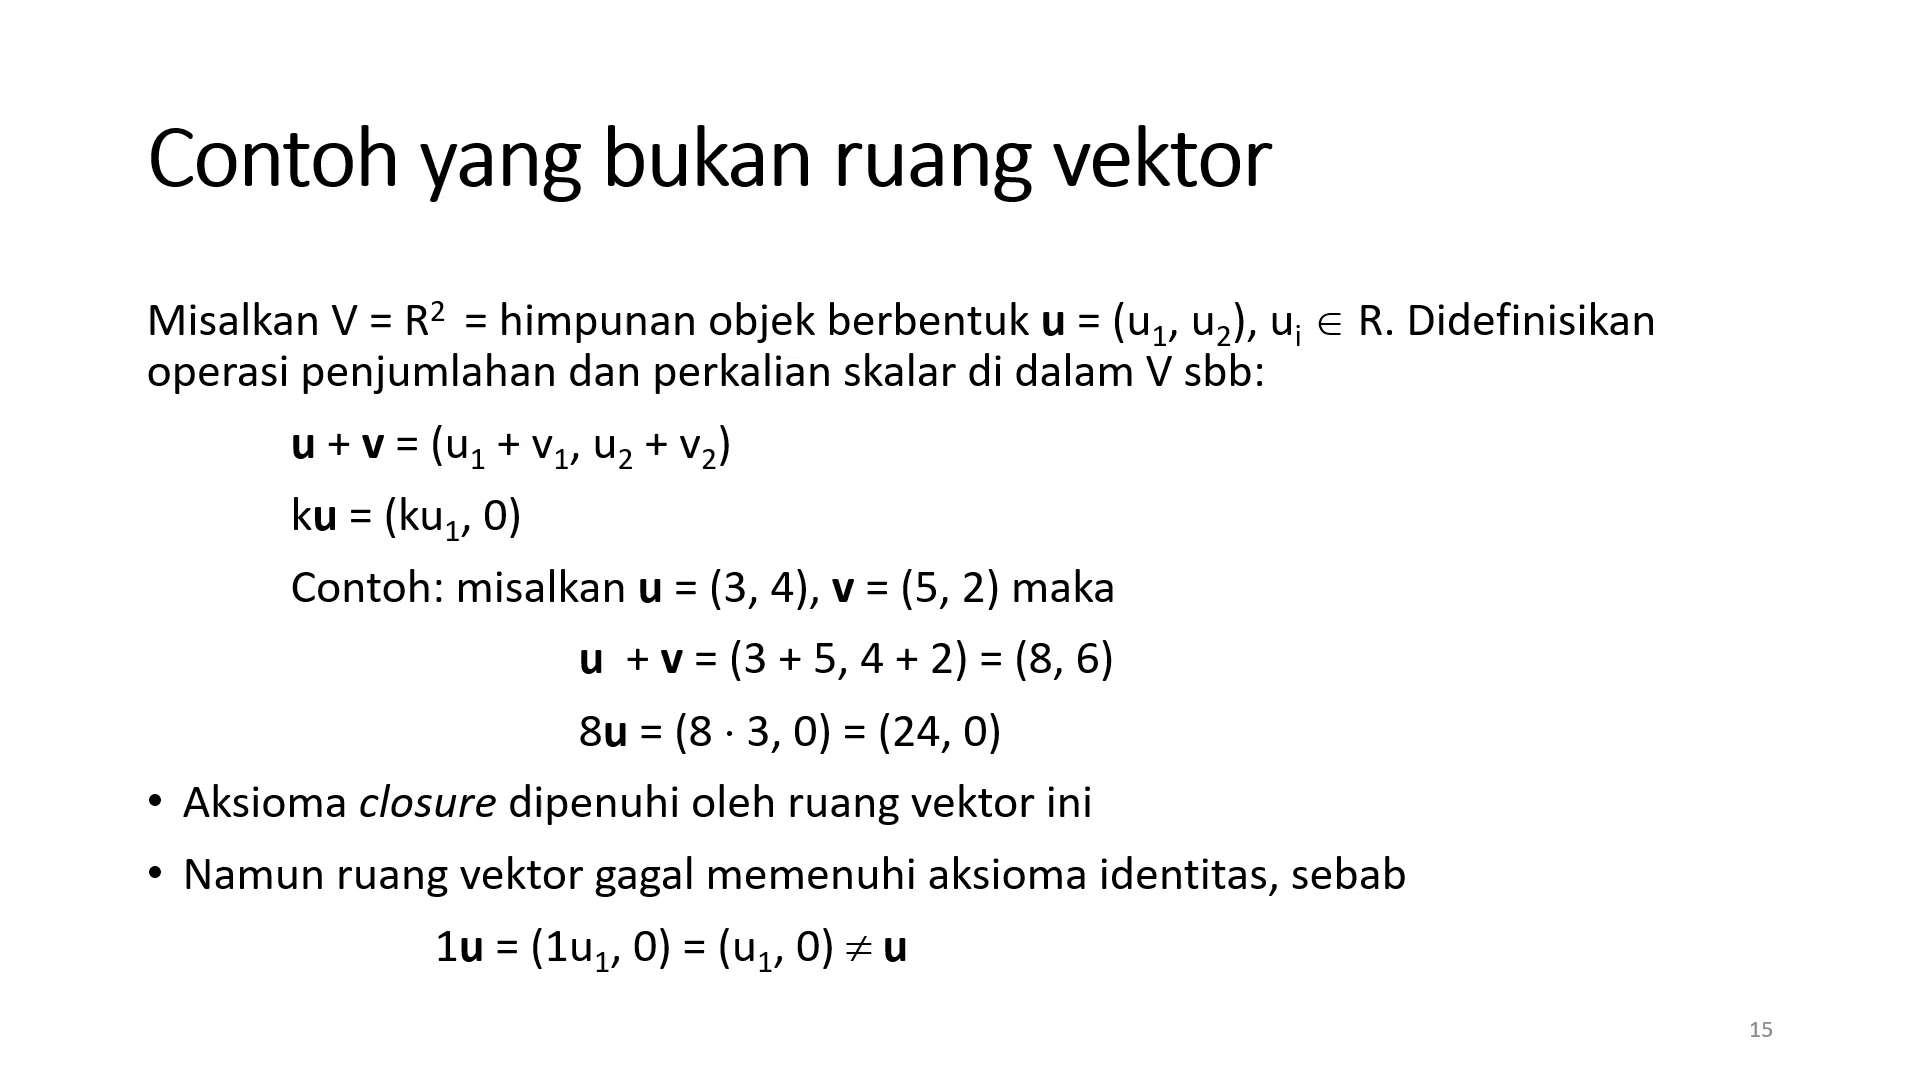 Contoh yang bukan ruang vektor
Misalkan V = R² = himpunan objek berbentuk u = (u₁, u₂), uᵢ ∈ R. Didefinisikan
operasi penjumlahan dan perkalian skalar di dalam V sbb:
u + v = (u₁ + v₁, u₂ + v₂)
ku = (ku₁, 0)
Contoh: misalkan u = (3, 4), v = (5, 2) maka
u + v = (3 + 5, 4 + 2) = (8, 6)
8u = (8 · 3, 0) = (24, 0)
• Aksioma closure dipenuhi oleh ruang vektor ini
• Namun ruang vektor gagal memenuhi aksioma identitas, sebab
1u = (1u₁, 0) = (u₁, 0) ≠ u
15